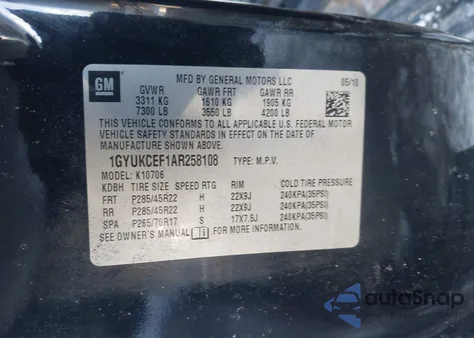 GM
MFD BY GENERAL MOTORS LLC
05/10
GVWR GAWR FRT GAWR RR
3311 KG 1610 KG 1905 KG
7300 LB 3550 LB 4200 LB
THIS VEHICLE CONFORMS TO ALL APPLICABLE U.S. FEDERAL MOTOR
VEHICLE SAFETY STANDARDS IN EFFECT ON THE DATE OF
MANUFACTURE SHOWN ABOVE.
1GYUKCEF1AR258108 TYPE: M.P.V.
MODEL: K10706
KDBH TIRE SIZE SPEED RTG RIM COLD TIRE PRESSURE
FRT P285/45R22 H 22X9J 240KPA(35PSI)
RR P285/45R22 H 22X9J 240KPA(35PSI)
SPA P265/70R17 S 17X7.5J 240KPA(35PSI)
SEE OWNER'S MANUAL FOR MORE INFORMATION.
autoSnap